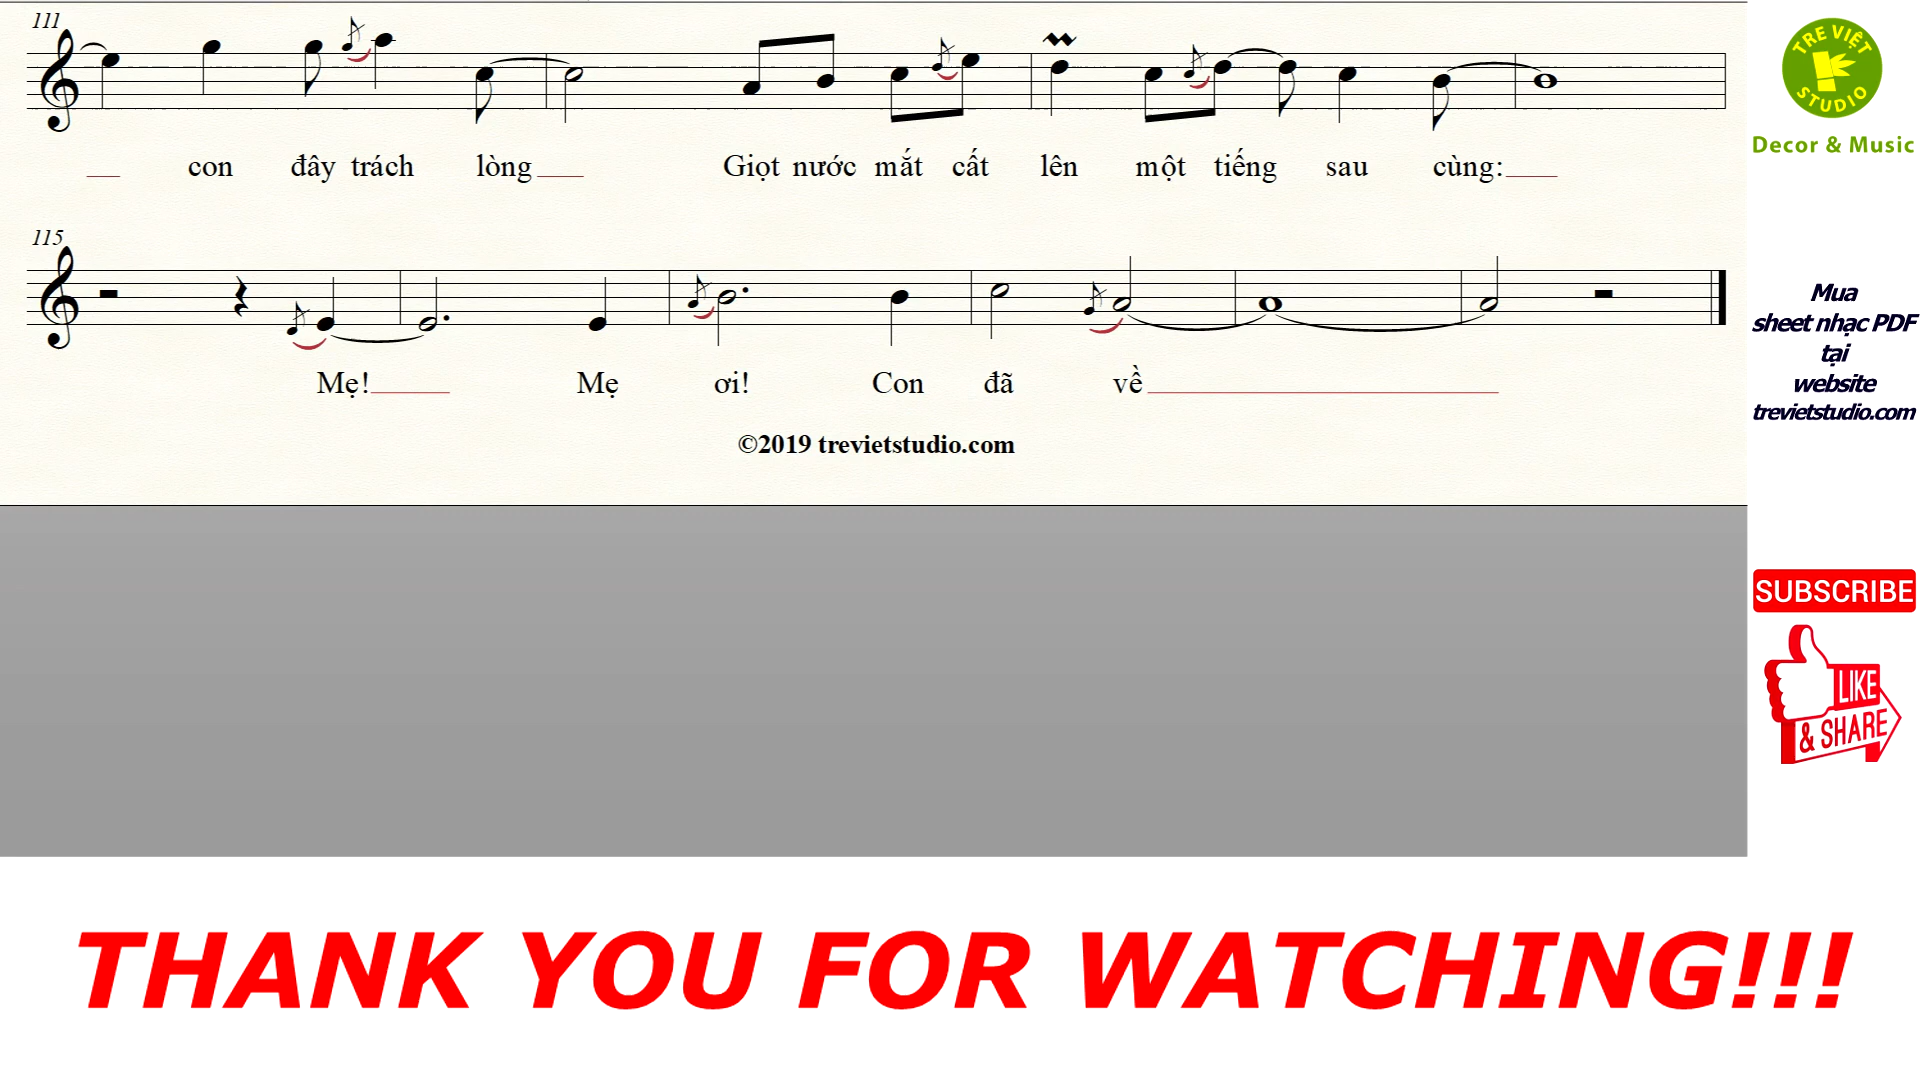 111
con đây trách lòng Giọt nước mắt cất lên một tiếng sau cùng:
115
Mẹ! Mẹ ơi! Con đã về
©2019 trevietstudio.com
TRE VIỆT
STUDIO
Decor & Music
Mua
sheet nhạc PDF
tại
website
trevietstudio.com
SUBSCRIBE
LIKE
& SHARE
THANK YOU FOR WATCHING!!!